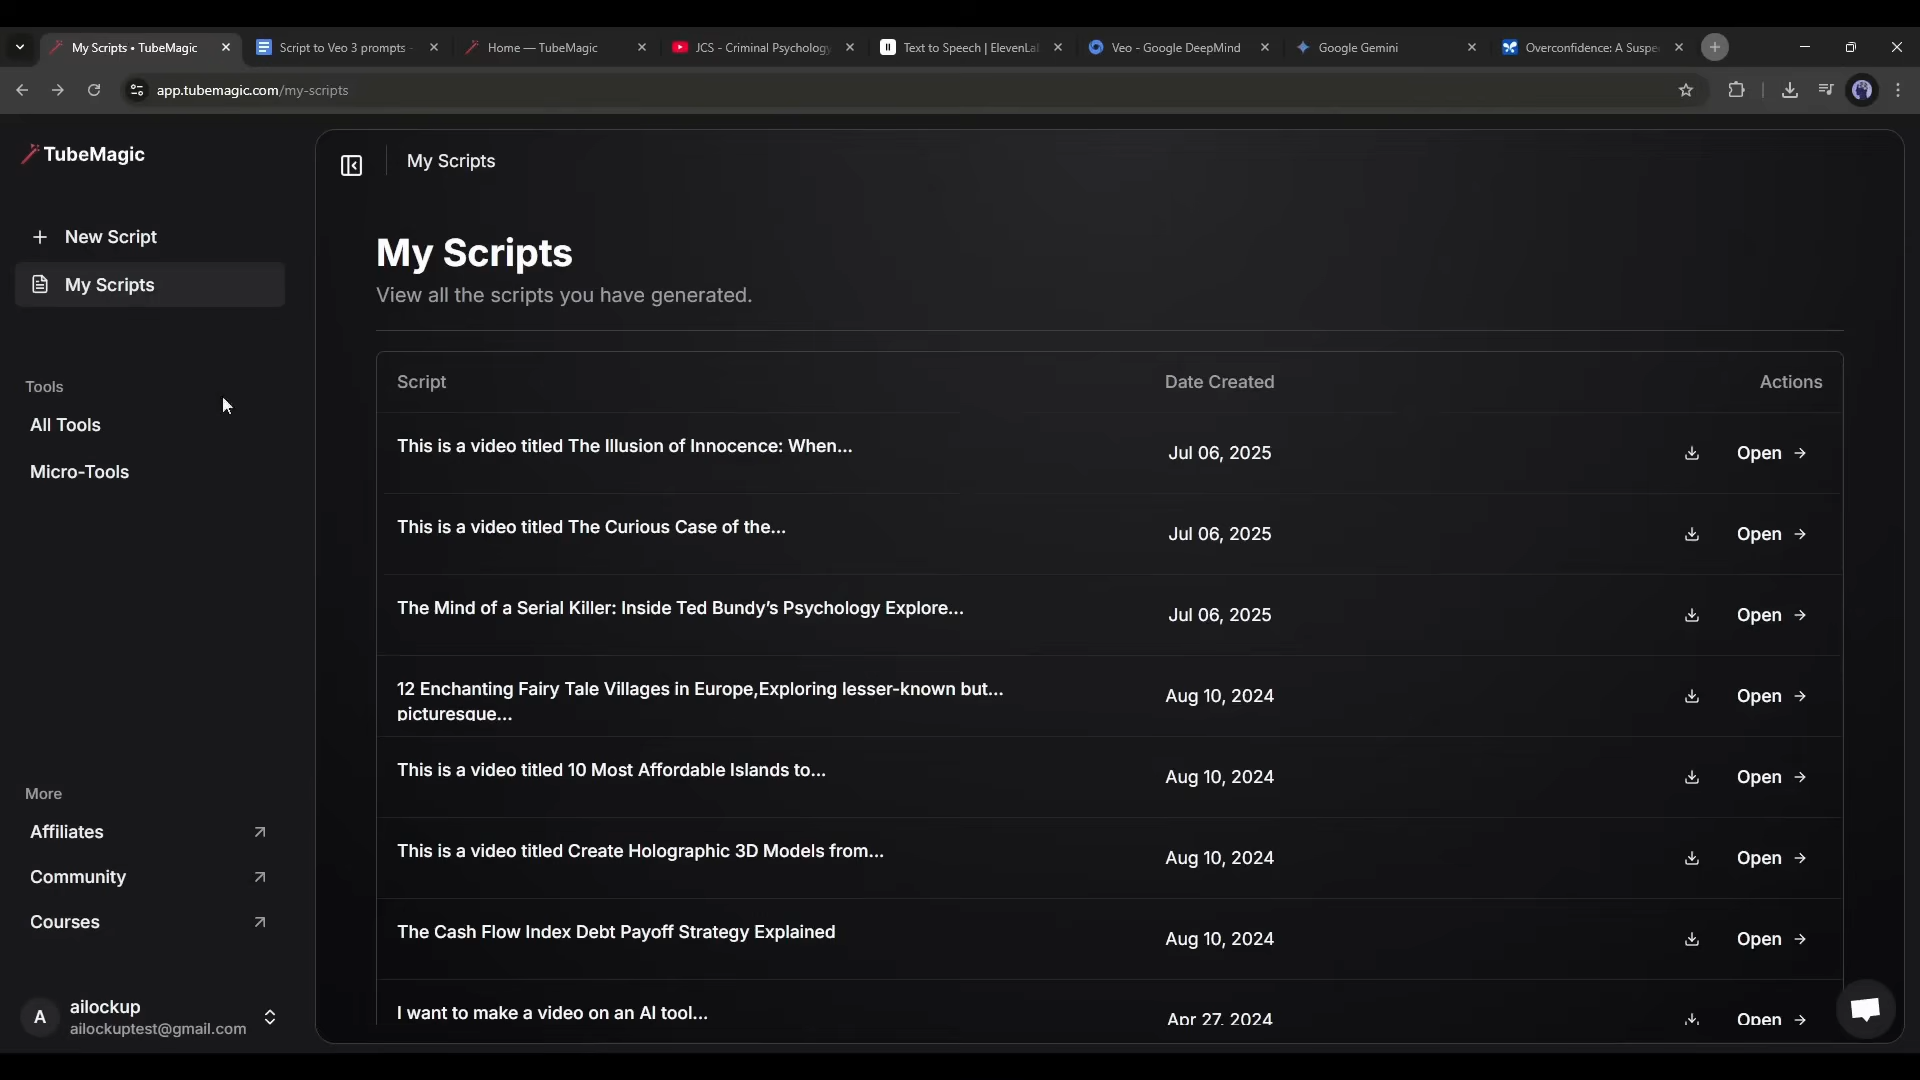 My Scripts • TubeMagic
Script to Veo 3 prompts -
Home — TubeMagic
JCS - Criminal Psychology
Text to Speech | ElevenLa
Veo - Google DeepMind
Google Gemini
Overconfidence: A Suspe
app.tubemagic.com/my-scripts
TubeMagic
My Scripts
New Script
My Scripts
My Scripts
View all the scripts you have generated.
Tools
All Tools
Micro-Tools
Script Date Created Actions
This is a video titled The Illusion of Innocence: When... Jul 06, 2025 Open
This is a video titled The Curious Case of the... Jul 06, 2025 Open
The Mind of a Serial Killer: Inside Ted Bundy's Psychology Explore... Jul 06, 2025 Open
12 Enchanting Fairy Tale Villages in Europe,Exploring lesser-known but...
picturesque... Aug 10, 2024 Open
This is a video titled 10 Most Affordable Islands to... Aug 10, 2024 Open
This is a video titled Create Holographic 3D Models from... Aug 10, 2024 Open
The Cash Flow Index Debt Payoff Strategy Explained Aug 10, 2024 Open
I want to make a video on an AI tool... Apr 27, 2024 Open
More
Affiliates
Community
Courses
A
ailockup
ailockuptest@gmail.com